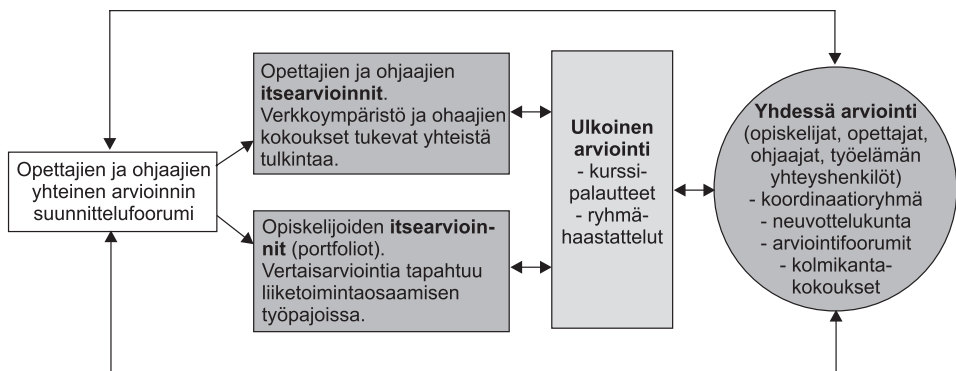 Opettajien ja ohjaajien
yhteinen arvioinnin
suunnittelufoorumi
Opettajien ja ohjaajien
itsearvioinnit.
Verkkoympäristö ja ohaajien
kokoukset tukevat yhteistä
tulkintaa.
Opiskelijoiden itsearvioin-
nit (portfoliot).
Vertaisarviointia tapahtuu
liiketoimintaosaamisen
työpajoissa.
Ulkoinen
arviointi
- kurssi-
palautteet
- ryhmä-
haastattelut
Yhdessä arviointi
(opiskelijat, opettajat,
ohjaajat, työelämän
yhteyshenkilöt)
- koordinaatioryhmä
- neuvottelukunta
- arviointifoorumit
- kolmikanta-
kokoukset